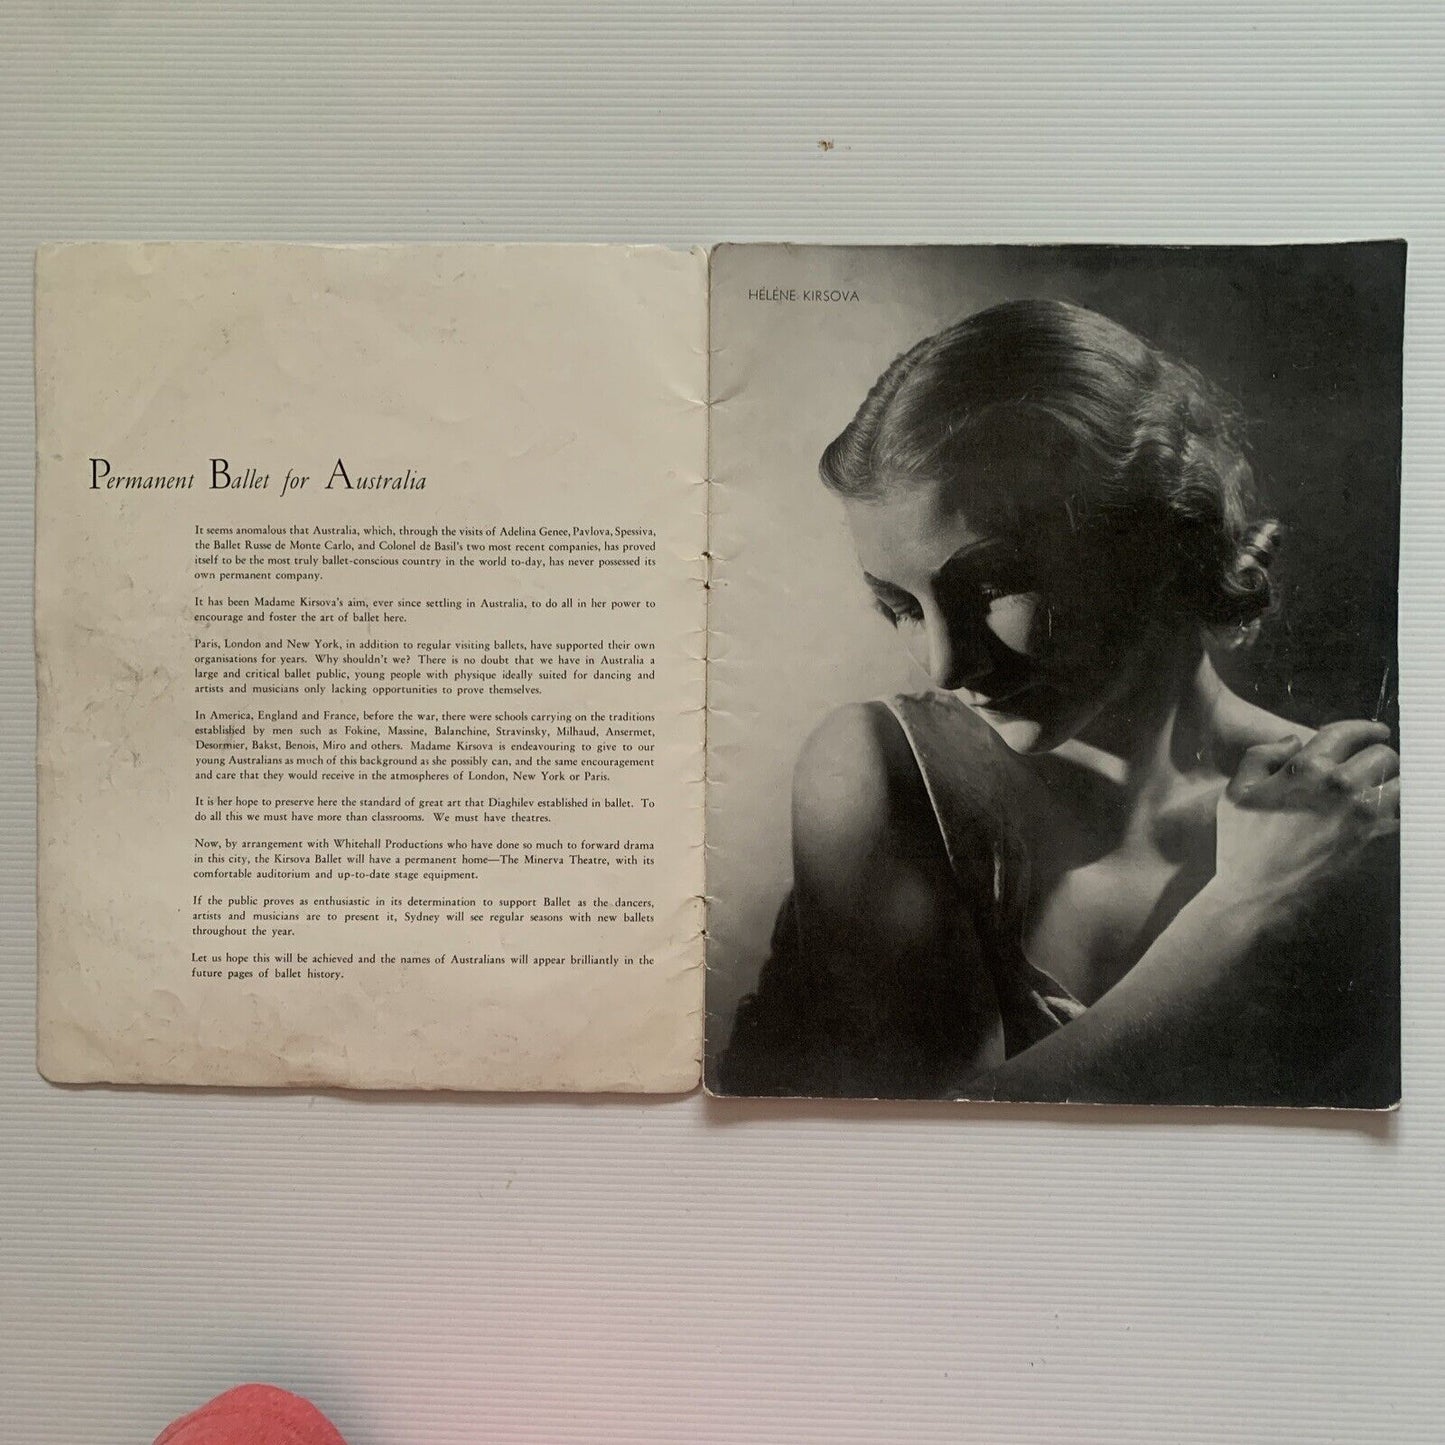 Permanent Ballet for Australia
It seems anomalous that Australia, which, through the visits of Adelina Genee, Pavlova, Spessiva,
the Ballet Russe de Monte Carlo, and Colonel de Basil's two most recent companies, has proved
itself to be the most truly ballet-conscious country in the world to-day, has never possessed its
own permanent company.
It has been Madame Kirsova's aim, ever since settling in Australia, to do all in her power to
encourage and foster the art of ballet here.
Paris, London and New York, in addition to regular visiting ballets, have supported their own
organisations for years. Why shouldn't we? There is no doubt that we have in Australia a
large and critical ballet public, young people with physique ideally suited for dancing and
artists and musicians only lacking opportunities to prove themselves.
In America, England and France, before the war, there were schools carrying on the traditions
established by men such as Fokine, Massine, Balanchine, Stravinsky, Milhaud, Ansermet,
Desormier, Bakst, Benois, Miro and others. Madame Kirsova is endeavouring to give to our
young Australians as much of this background as she possibly can, and the same encouragement
and care that they would receive in the atmospheres of London, New York or Paris.
It is her hope to preserve here the standard of great art that Diaghilev established in ballet. To
do all this we must have more than classrooms. We must have theatres.
Now, by arrangement with Whitehall Productions who have done so much to forward drama
in this city, the Kirsova Ballet will have a permanent home—The Minerva Theatre, with its
comfortable auditorium and up-to-date stage equipment.
If the public proves as enthusiastic in its determination to support Ballet as the dancers,
artists and musicians are to present it, Sydney will see regular seasons with new ballets
throughout the year.
Let us hope this will be achieved and the names of Australians will appear brilliantly in the
future pages of ballet history.
HÉLÉNE KIRSOVA